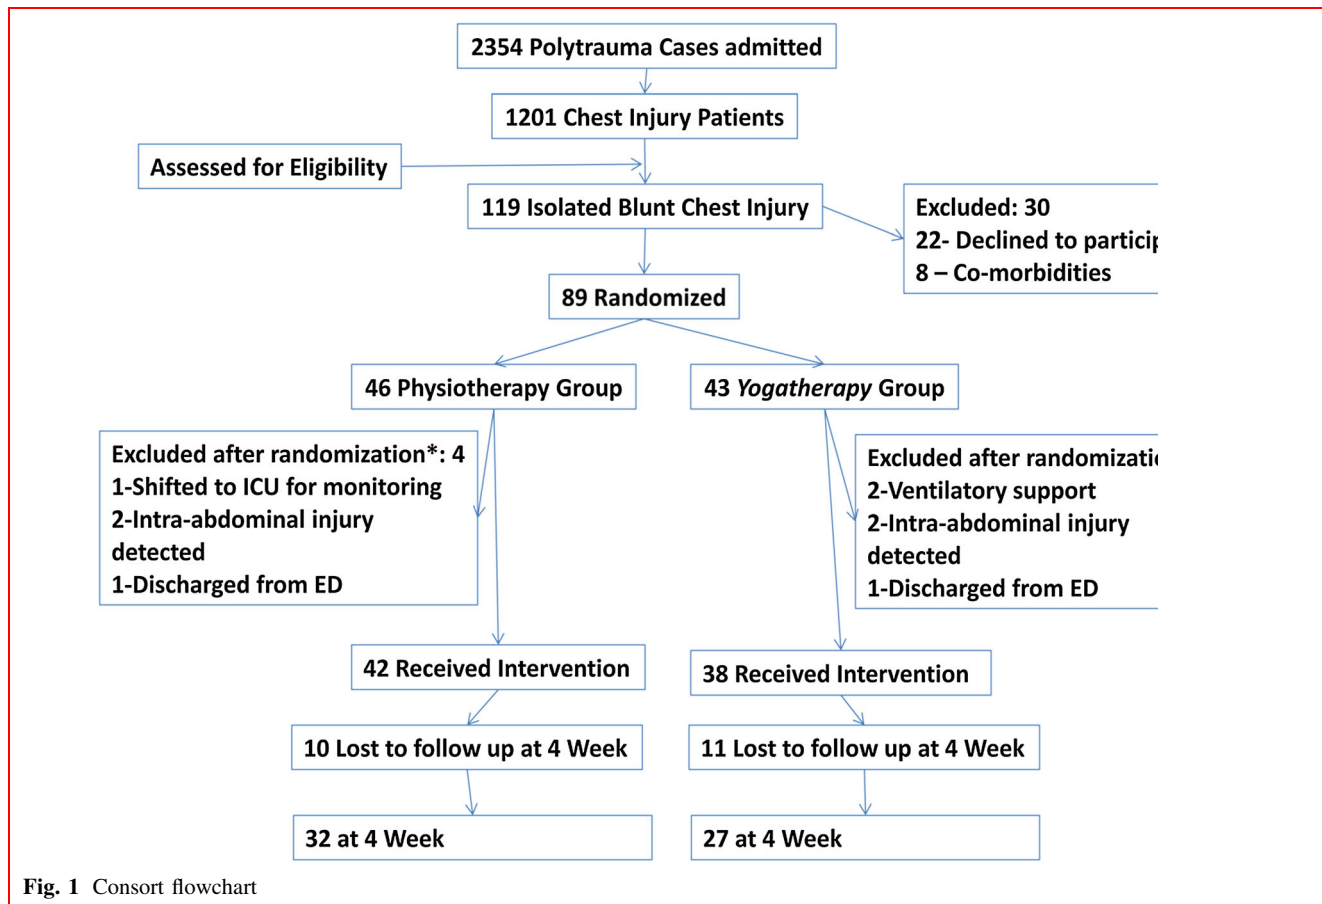 2354 Polytrauma Cases admitted
1201 Chest Injury Patients
Assessed for Eligibility
119 Isolated Blunt Chest Injury
Excluded: 30
22- Declined to particip
8 – Co-morbidities
89 Randomized
46 Physiotherapy Group
43 Yogatherapy Group
Excluded after randomization*: 4
1-Shifted to ICU for monitoring
2-Intra-abdominal injury
detected
1-Discharged from ED
Excluded after randomizati
2-Ventilatory support
2-Intra-abdominal injury
detected
1-Discharged from ED
42 Received Intervention
38 Received Intervention
10 Lost to follow up at 4 Week
11 Lost to follow up at 4 Week
32 at 4 Week
27 at 4 Week
Fig. 1 Consort flowchart